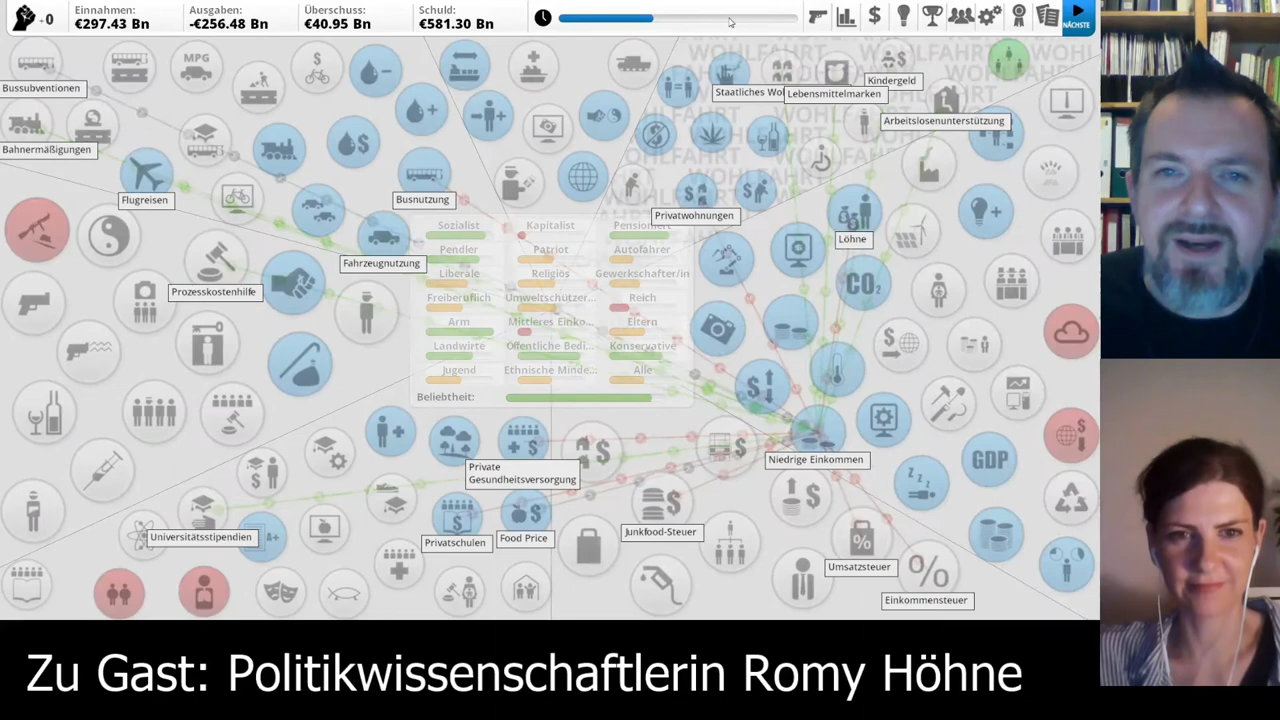 +0
Einnahmen:
€297.43 Bn
Ausgaben:
-€256.48 Bn
Überschuss:
€40.95 Bn
Schuld:
€581.30 Bn
NÄCHSTE
WOHLFAHRT
Bussubventionen
Bahnermäßigungen
MPG
Flugreisen
Prozesskostenhilfe
Fahrzeugnutzung
Busnutzung
Lebensmittelmarken
Kindergeld
Arbeitslosenunterstützung
Privatwohnungen
Löhne
CO2
Sozialist
Kapitalist
Pendler
Patriot
Autofahrer
Liberale
Religiös
Gewerkschafter/in
Freiberuflich
Umweltschützer...
Reich
Arm
Mittleres Einko...
Eltern
Landwirte
Öffentliche Bedi...
Konservative
Jugend
Ethnische Minde...
Alle
Beliebtheit:
Private
Gesundheitsversorgung
Niedrige Einkommen
GDP
Universitätsstipendien
A+
Privatschulen
Food Price
Junkfood-Steuer
Umsatzsteuer
%
Einkommensteuer
Zu Gast: Politikwissenschaftlerin Romy Höhne